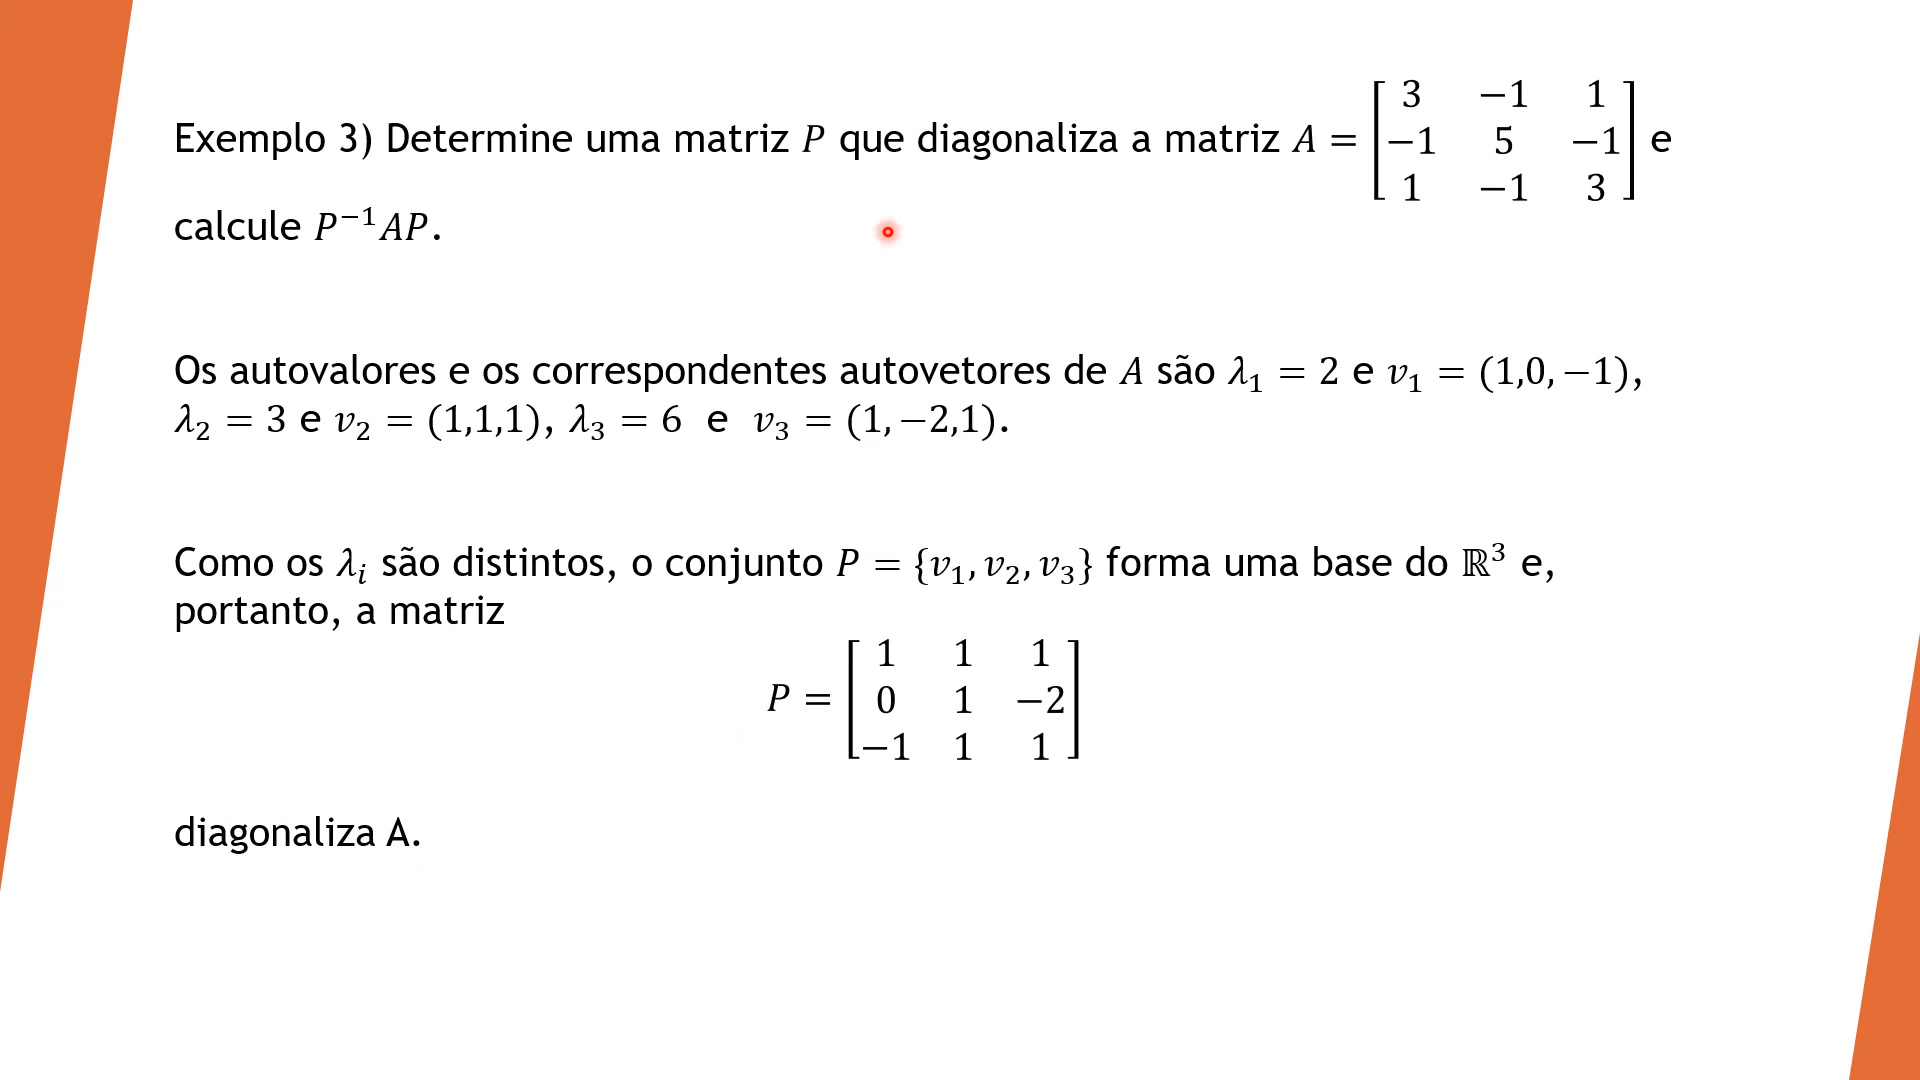 Exemplo 3) Determine uma matriz 𝑃 que diagonaliza a matriz 𝐴 = [3 −1 1; −1 5 −1; 1 −1 3] e
calcule 𝑃⁻¹𝐴𝑃.
Os autovalores e os correspondentes autovetores de 𝐴 são 𝜆₁ = 2 e 𝑣₁ = (1,0, −1),
𝜆₂ = 3 e 𝑣₂ = (1,1,1), 𝜆₃ = 6 e 𝑣₃ = (1, −2,1).
Como os 𝜆ᵢ são distintos, o conjunto 𝑃 = {𝑣₁, 𝑣₂, 𝑣₃} forma uma base do ℝ³ e,
portanto, a matriz
𝑃 = [1 1 1; 0 1 −2; −1 1 1]
diagonaliza A.